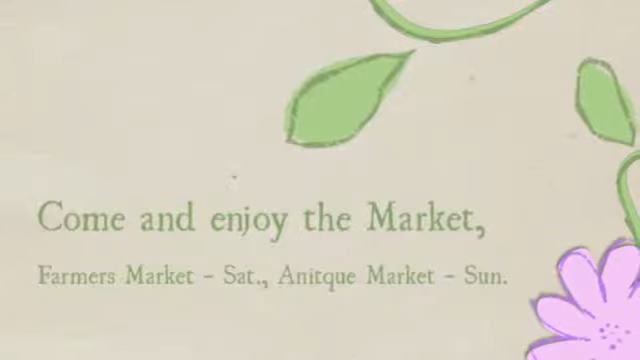 Come and enjoy the Market,
Farmers Market - Sat., Anitque Market - Sun.